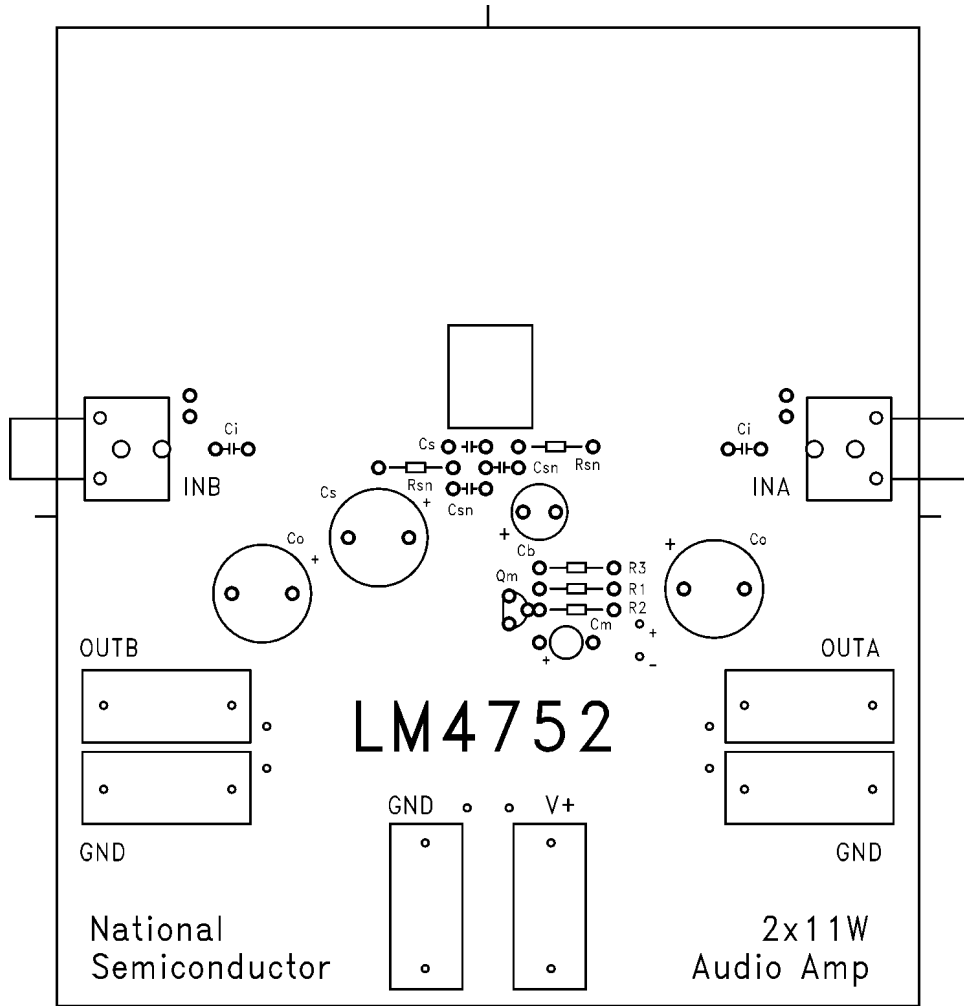 Ci
Ci
Cs
Rsn
Csn
Rsn
INB
INA
Cs
+
Csn
Co
+
+
Cb
+
Co
R3
Qm
R1
R2
Cm
+
+
-
OUTB
OUTA
LM4752
GND
V+
GND
GND
National
Semiconductor
2x11W
Audio Amp